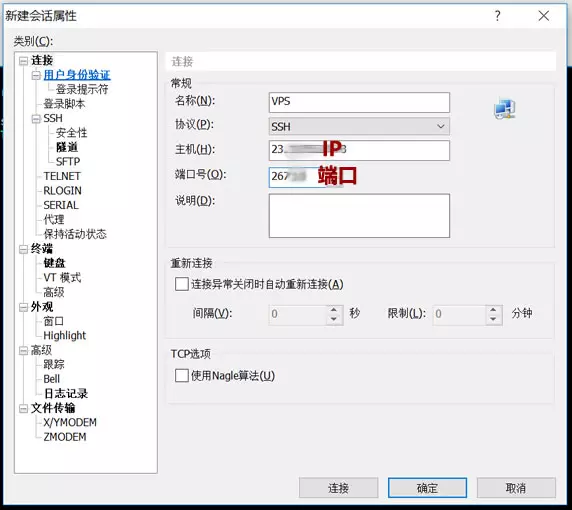 新建会话属性
类别(C):
连接
用户身份验证
登录提示符
登录脚本
SSH
安全性
隧道
SFTP
TELNET
RLOGIN
SERIAL
代理
保持活动状态
终端
键盘
VT 模式
高级
外观
窗口
Highlight
高级
跟踪
Bell
日志记录
文件传输
X/YMODEM
ZMODEM
连接
常规
名称(N): VPS
协议(P): SSH
主机(H): 23. IP 3
端口号(O): 267 端口
说明(D):
重新连接
连接异常关闭时自动重新连接(A)
间隔(V): 0 秒 限制(L): 0 分钟
TCP选项
使用Nagle算法(U)
连接 确定 取消